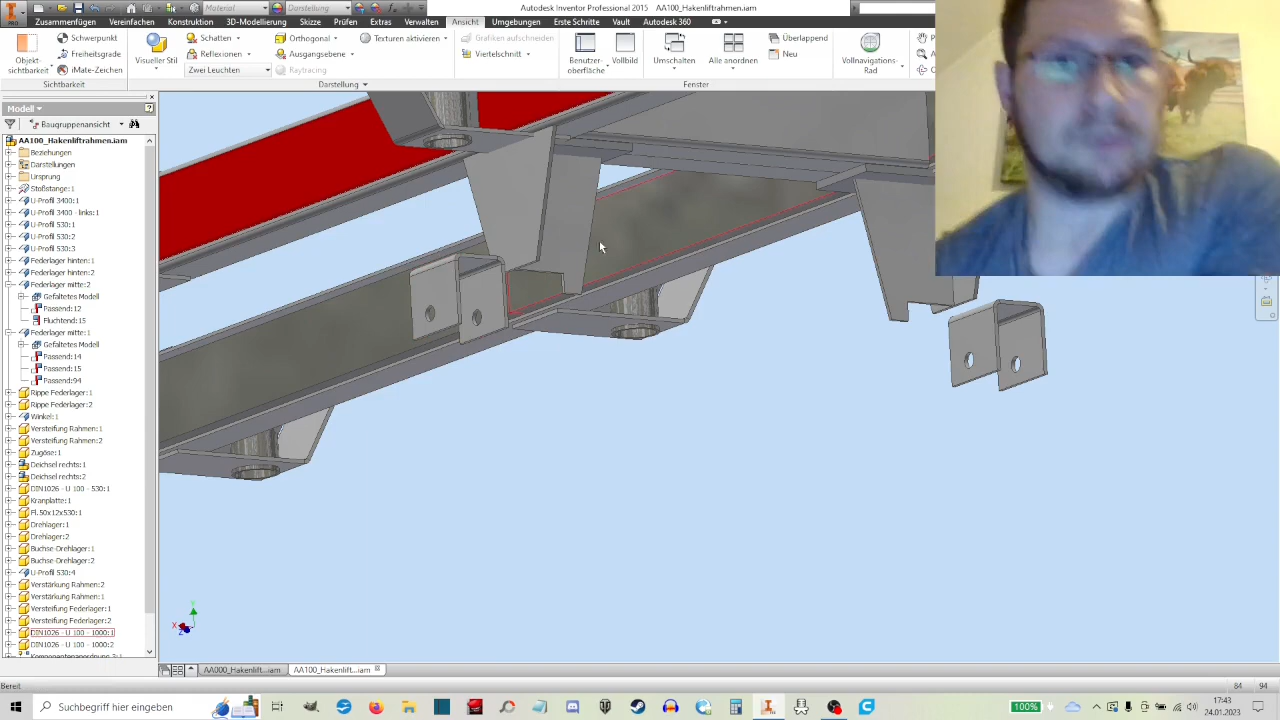 Material
Darstellung
Autodesk Inventor Professional 2015 AA100_Hakenliftrahmen.iam
Zusammenfügen
Vereinfachen
Konstruktion
3D-Modellierung
Skizze
Prüfen
Extras
Verwalten
Ansicht
Umgebungen
Erste Schritte
Vault
Autodesk 360
Objekt-
sichtbarkeit
Schwerpunkt
Freiheitsgrade
iMate-Zeichen
Sichtbarkeit
Visueller Stil
Schatten
Reflexionen
Zwei Leuchten
Orthogonal
Ausgangsebene
Raytracing
Texturen aktivieren
Darstellung
Grafiken aufschneiden
Viertelschnitt
Benutzer-
oberfläche
Vollbild
Umschalten
Alle anordnen
Überlappend
Neu
Fenster
Vollnavigations-
Rad
Modell
Baugruppenansicht
AA100_Hakenliftrahmen.iam
Beziehungen
Darstellungen
Ursprung
Stoßstange:1
U-Profil 3400:1
U-Profil 3400 - links:1
U-Profil 530:1
U-Profil 530:2
U-Profil 530:3
Federlager hinten:1
Federlager hinten:2
Federlager mitte:2
Gefaltetes Modell
Passend:12
Fluchtend:15
Federlager mitte:1
Gefaltetes Modell
Passend:14
Passend:15
Passend:94
Rippe Federlager:1
Rippe Federlager:2
Winkel:1
Versteifung Rahmen:1
Versteifung Rahmen:2
Zugöse:1
Deichsel rechts:1
Deichsel rechts:2
DIN1026 - U 100 - 530:1
Kranplatte:1
Fl.50x12x530:1
Drehlager:1
Drehlager:2
Buchse-Drehlager:1
Buchse-Drehlager:2
U-Profil 530:4
Verstärkung Rahmen:2
Verstärkung Rahmen:1
Versteifung Federlager:1
Versteifung Federlager:2
DIN1026 - U 100 - 1000:1
DIN1026 - U 100 - 1000:2
Y
X
Z
AA000_Hakenlift...iam
AA100_Hakenlift...iam
Bereit
84 94
Suchbegriff hier eingeben
100%
17:43
24.01.2023